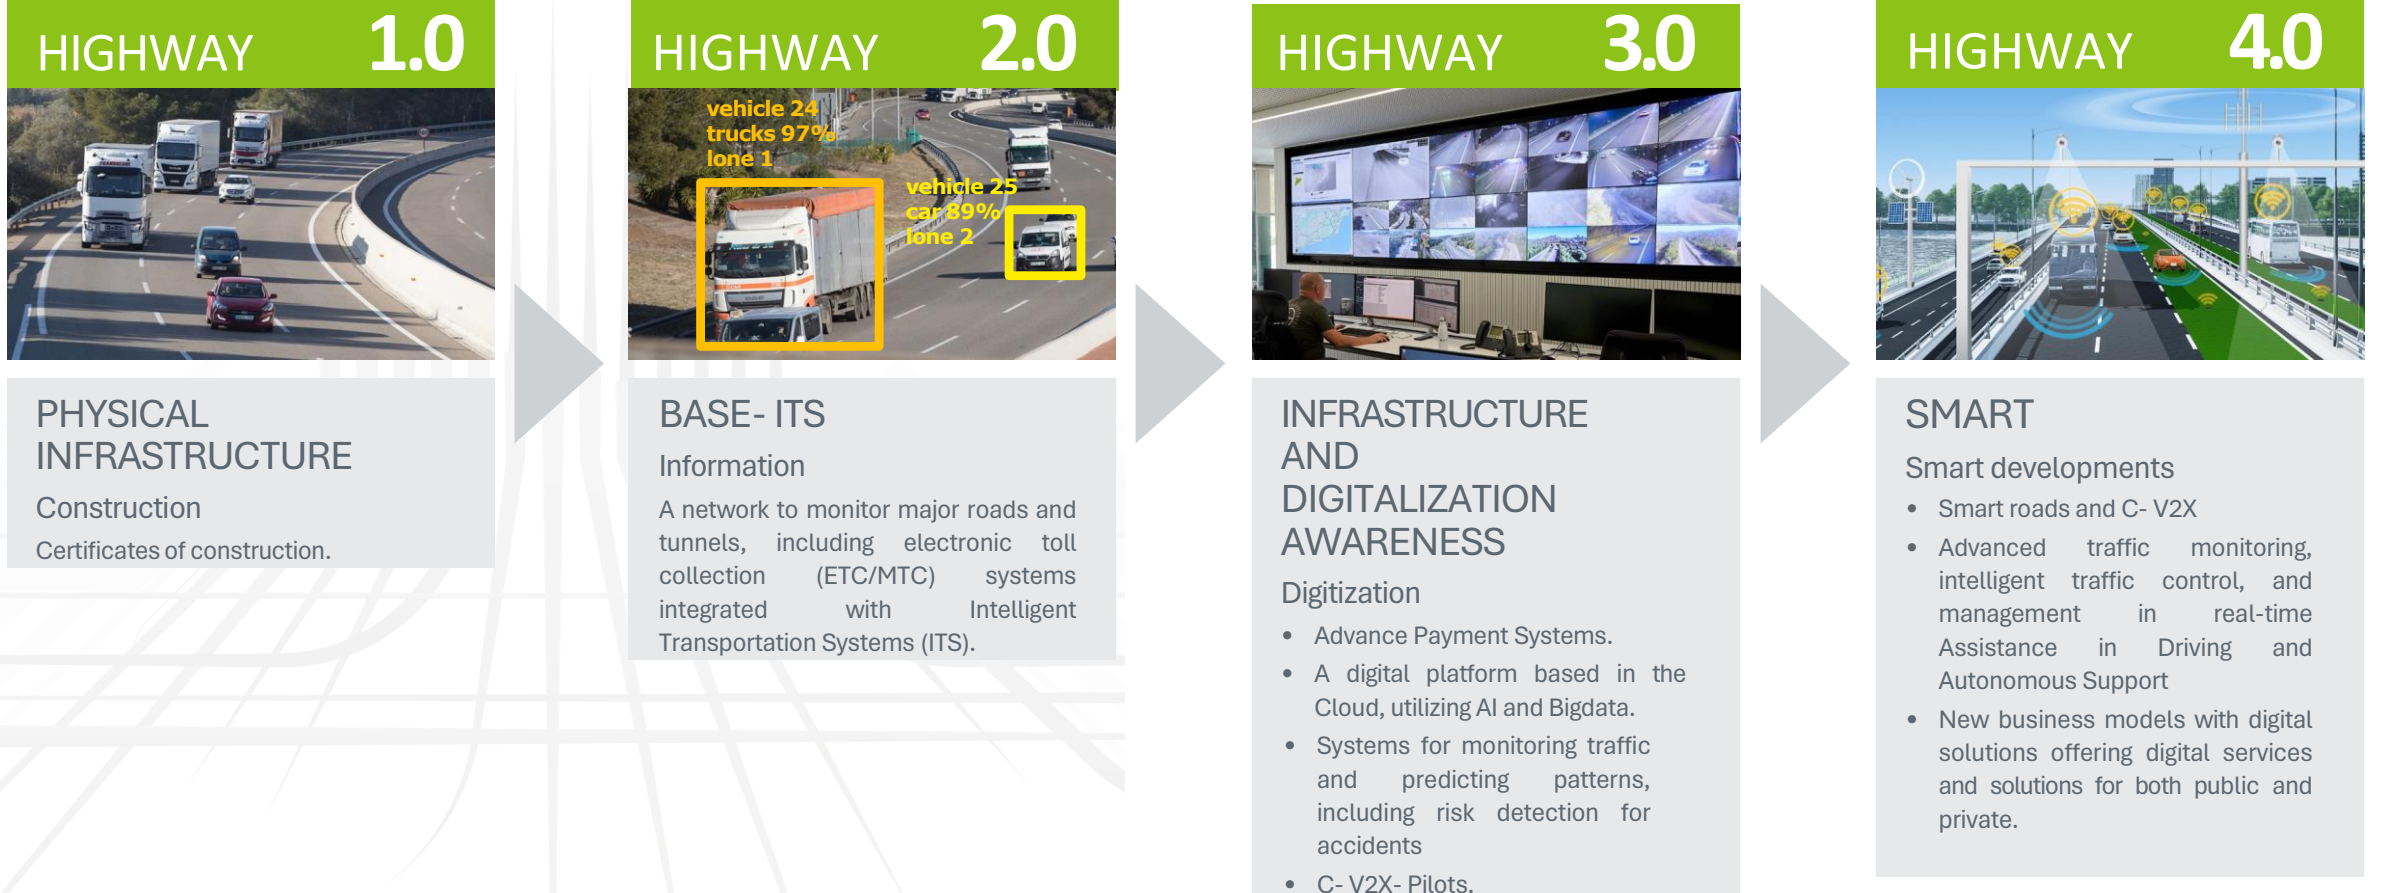 HIGHWAY 1.0
PHYSICAL
INFRASTRUCTURE
Construction
Certificates of construction.
HIGHWAY 2.0
vehicle 24
trucks 97%
lone 1
vehicle 25
car 89%
lone 2
BASE- ITS
Information
A network to monitor major roads and
tunnels, including electronic toll
collection (ETC/MTC) systems
integrated with Intelligent
Transportation Systems (ITS).
HIGHWAY 3.0
INFRASTRUCTURE
AND
DIGITALIZATION
AWARENESS
Digitization
• Advance Payment Systems.
• A digital platform based in the
Cloud, utilizing AI and Bigdata.
• Systems for monitoring traffic
and predicting patterns,
including risk detection for
accidents
• C- V2X- Pilots.
HIGHWAY 4.0
SMART
Smart developments
• Smart roads and C- V2X
• Advanced traffic monitoring,
intelligent traffic control, and
management in real-time
Assistance in Driving and
Autonomous Support
• New business models with digital
solutions offering digital services
and solutions for both public and
private.